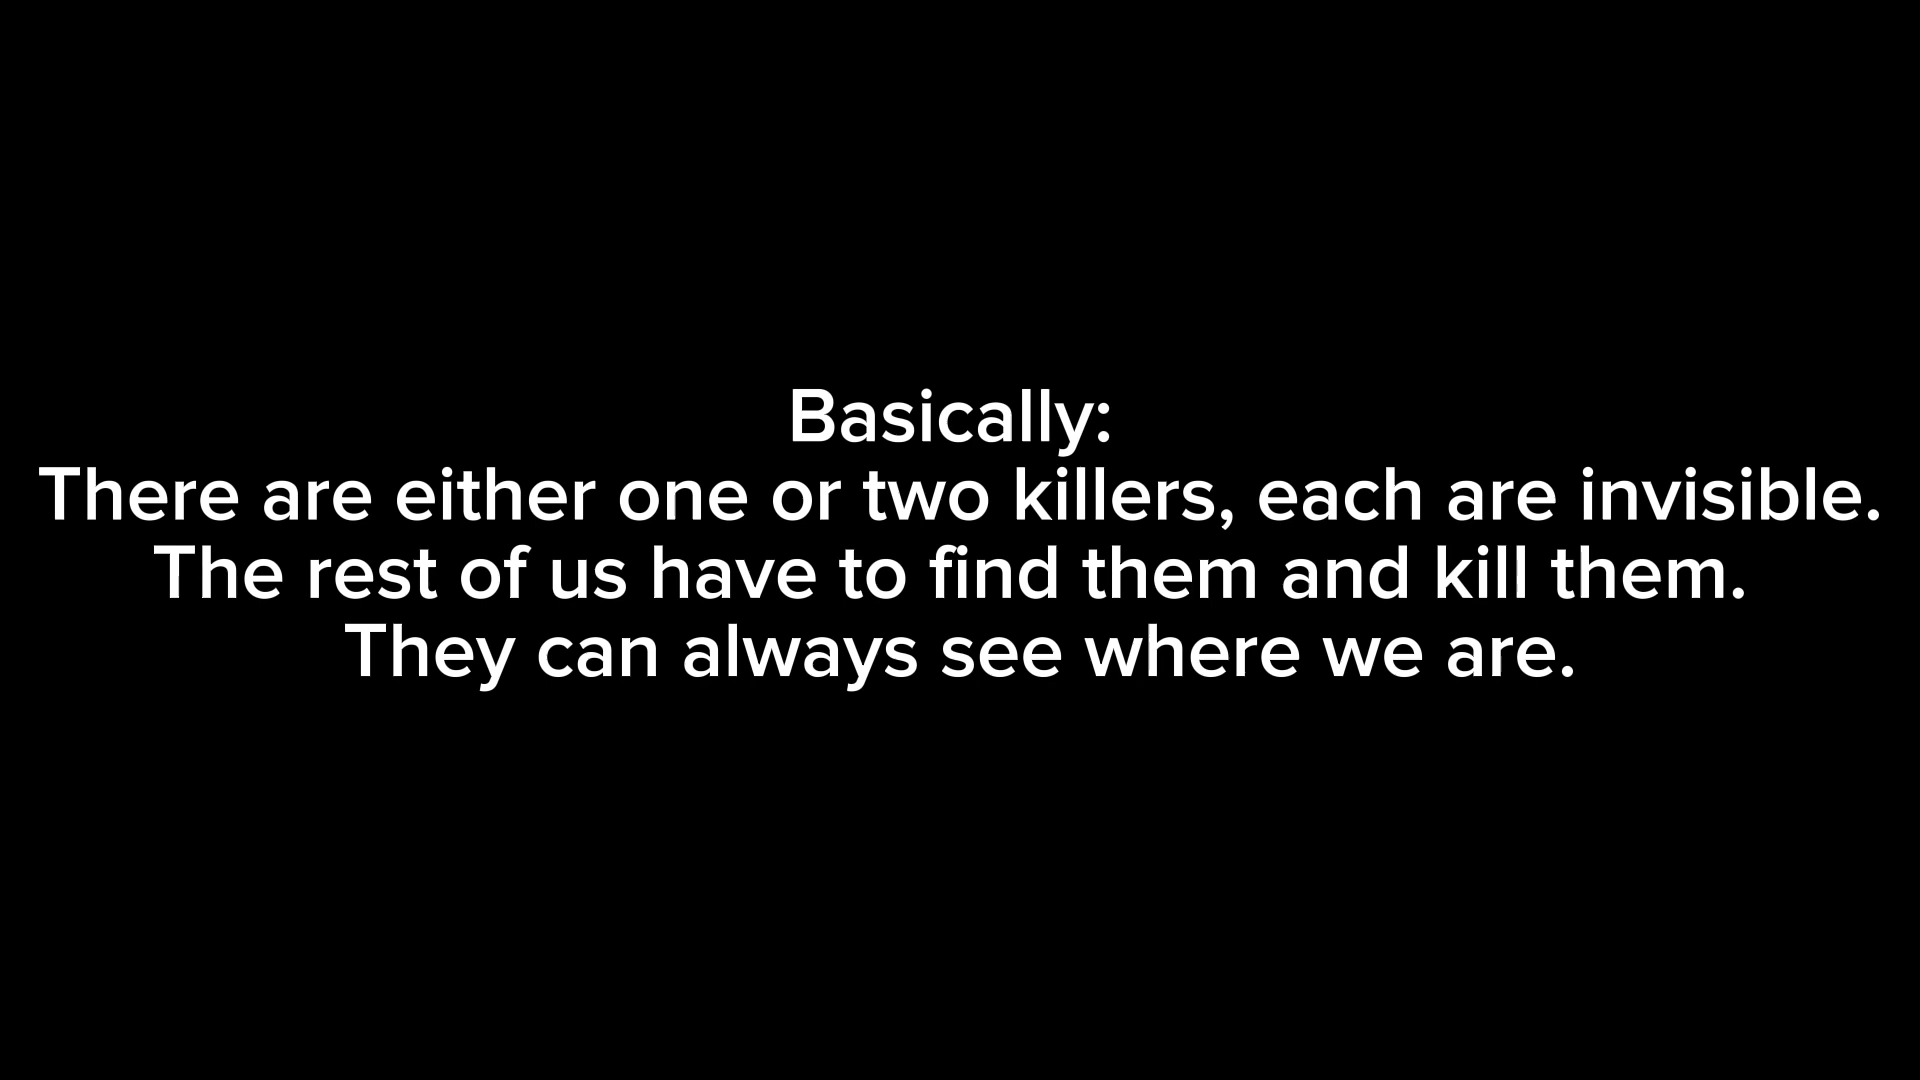 Basically:
There are either one or two killers, each are invisible.
The rest of us have to find them and kill them.
They can always see where we are.